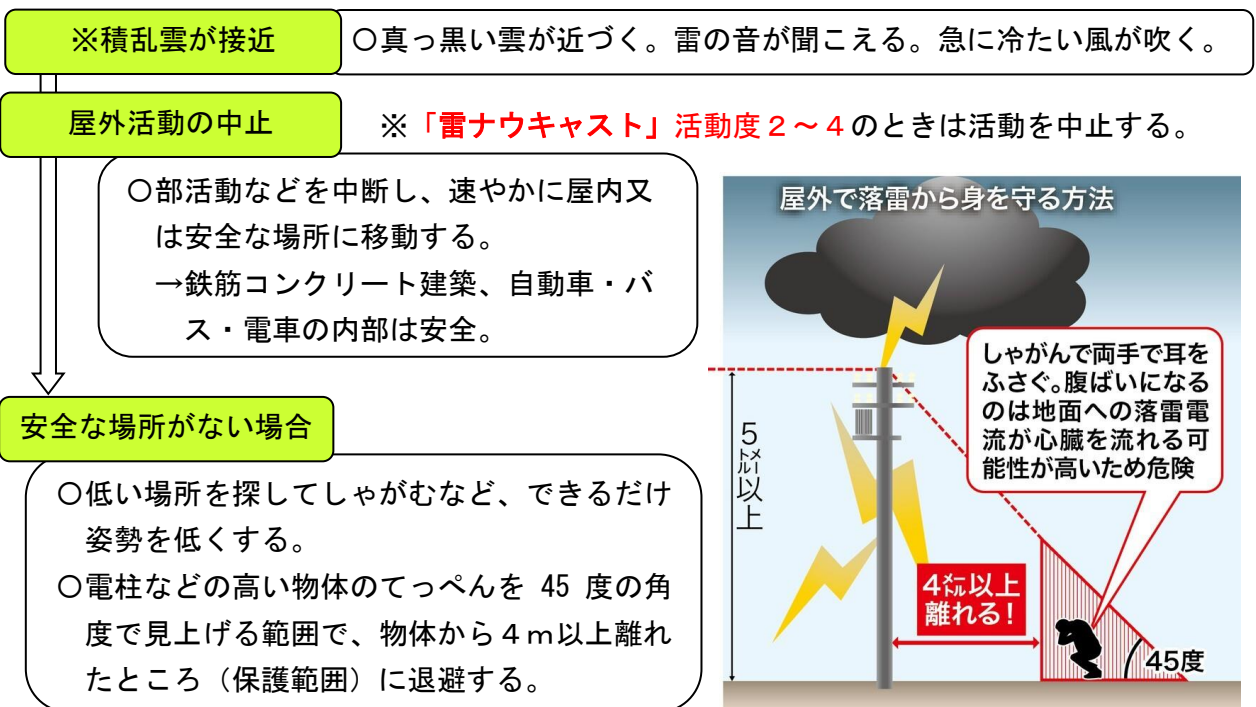 ※積乱雲が接近
〇真っ黒い雲が近づく。雷の音が聞こえる。急に冷たい風が吹く。
屋外活動の中止
※「雷ナウキャスト」活動度２～４のときは活動を中止する。
〇部活動などを中断し、速やかに屋内又
は安全な場所に移動する。
→鉄筋コンクリート建築、自動車・バ
ス・電車の内部は安全。
安全な場所がない場合
〇低い場所を探してしゃがむなど、できるだけ
姿勢を低くする。
〇電柱などの高い物体のてっぺんを 45 度の角
度で見上げる範囲で、物体から４ｍ以上離れ
たところ（保護範囲）に退避する。
屋外で落雷から身を守る方法
しゃがんで両手で耳を
ふさぐ。腹ばいになる
のは地面への落雷電
流が心臓を流れる可
能性が高いため危険
5メートル以上
4メートル以上
離れる！
45度